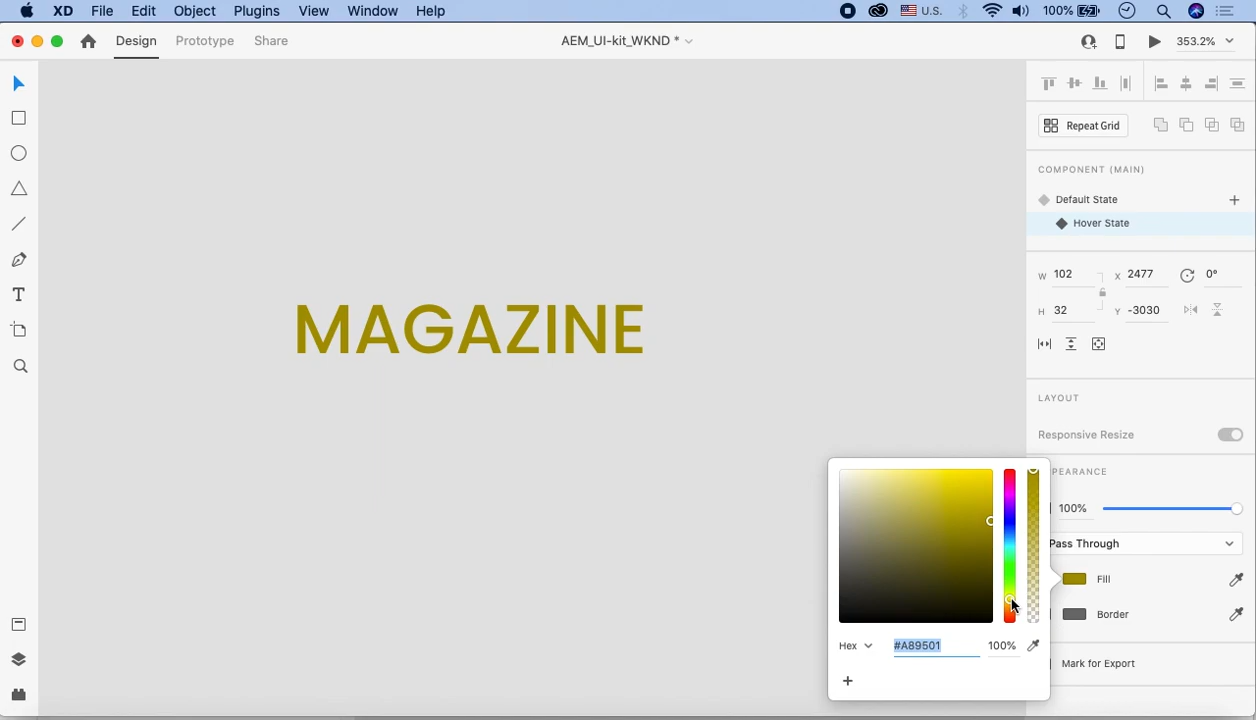 XD File Edit Object Plugins View Window Help U.S. 100%
Design Prototype Share AEM_UI-kit_WKND * 353.2%
Repeat Grid
COMPONENT (MAIN)
Default State
Hover State
W 102 X 2477 0°
H 32 Y -3030
MAGAZINE
LAYOUT
Responsive Resize
PEARANCE
100%
Pass Through
Fill
Border
Hex #A89501 100%
Mark for Export